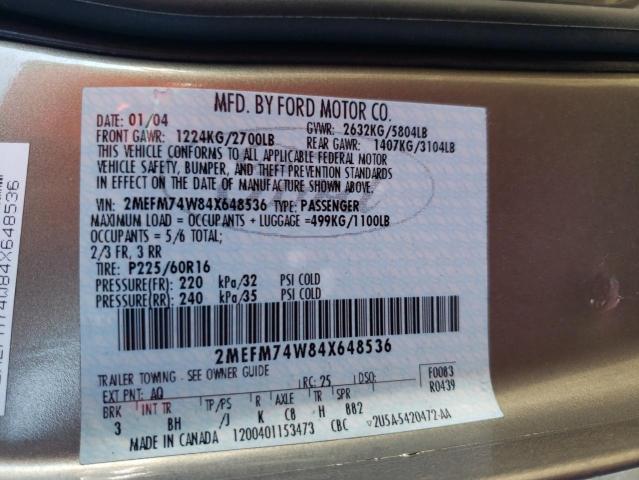 MFD. BY FORD MOTOR CO.
DATE: 01/04 GVWR: 2632KG/5804LB
FRONT GAWR: 1224KG/2700LB REAR GAWR: 1407KG/3104LB
THIS VEHICLE CONFORMS TO ALL APPLICABLE FEDERAL MOTOR
VEHICLE SAFETY, BUMPER, AND THEFT PREVENTION STANDARDS
IN EFFECT ON THE DATE OF MANUFACTURE SHOWN ABOVE.
VIN: 2MEFM74W84X648536 TYPE: PASSENGER
MAXIMUM LOAD = OCCUPANTS + LUGGAGE =499KG/1100LB
OCCUPANTS = 5/6 TOTAL;
2/3 FR, 3 RR
TIRE: P225/60R16
PRESSURE(FR): 220 kPa/32 PSI COLD
PRESSURE(RR): 240 kPa/35 PSI COLD
2MEFM74W84X648536
TRAILER TOWING - SEE OWNER GUIDE
EXT PNT: AQ RC: 25 DSO: F0083
BRK INT TR TP/PS R AXLE TR SPR R0439
3 BH /J K C8 H 882
MADE IN CANADA 1200401153473 CBC 2U5A-5420472-AA
2MEFM74W84X648536